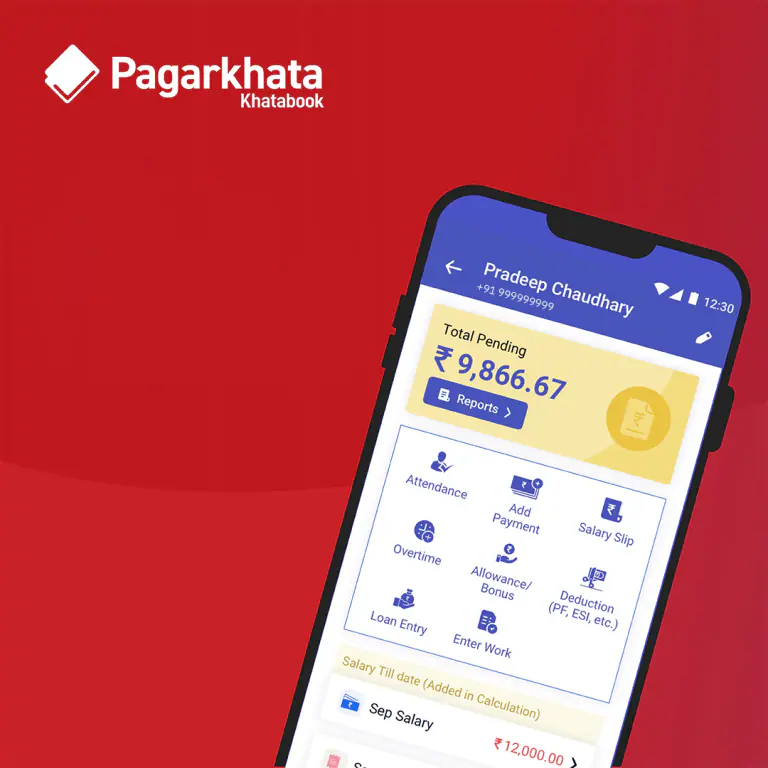 Pagarkhata
Khatabook
12:30
Pradeep Chaudhary
+91 999999999
Total Pending
₹ 9,866.67
Reports
Attendance
Add
Payment
Salary Slip
Overtime
Allowance/
Bonus
Deduction
(PF, ESI, etc.)
Loan Entry
Enter Work
Salary Till date (Added in Calculation)
Sep Salary
₹ 12,000.00